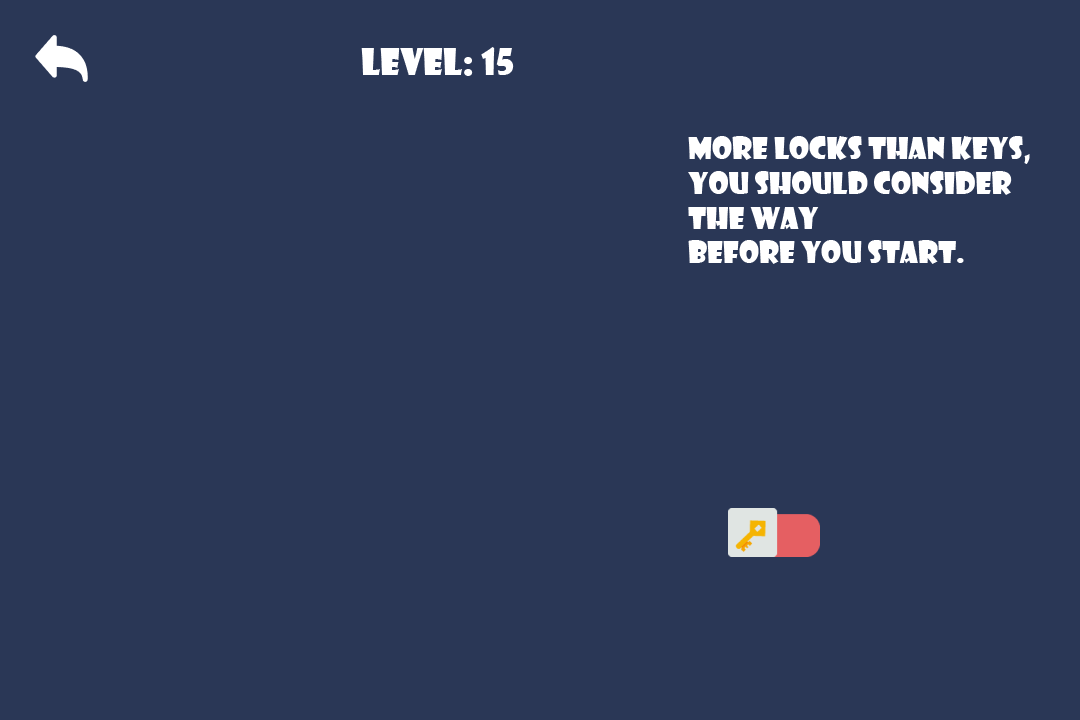 LEVEL: 15
MORE LOCKS THAN KEYS,
YOU SHOULD CONSIDER
THE WAY
BEFORE YOU START.